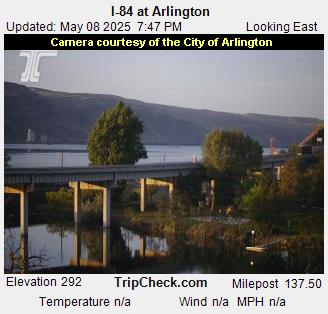 I-84 at Arlington
Updated: May 08 2025 7:47 PM Looking East
Camera courtesy of the City of Arlington
Elevation 292 TripCheck.com Milepost 137.50
Temperature n/a Wind n/a MPH n/a